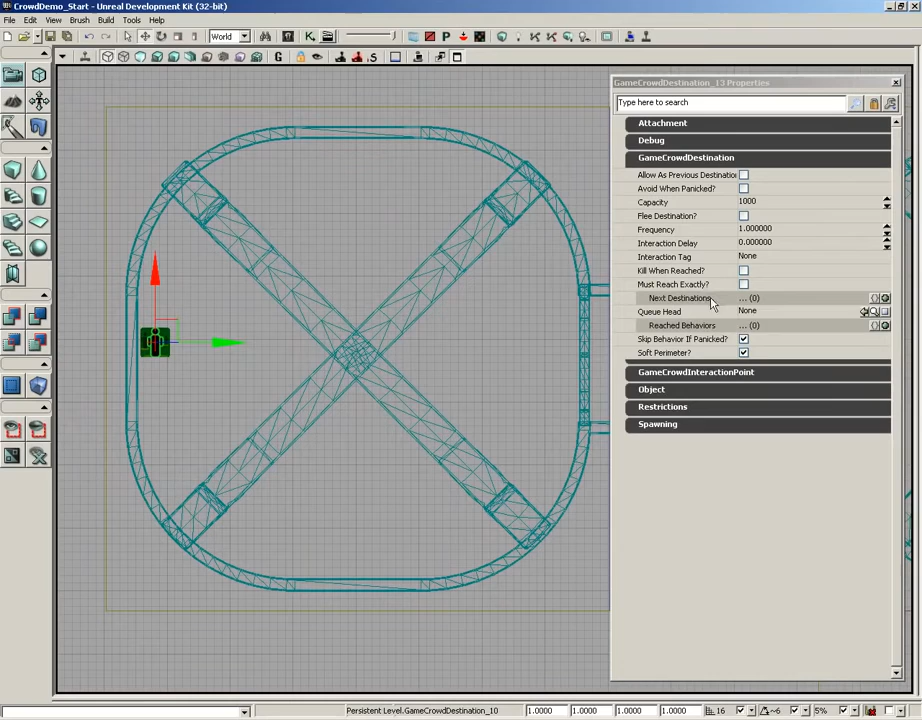 CrowdDemo_Start - Unreal Development Kit (32-bit)
File Edit View Brush Build Tools Help
World
G
K
P
S
GameCrowdDestination_13 Properties
Type here to search
Attachment
Debug
GameCrowdDestination
Allow As Previous Destination
Avoid When Panicked?
Capacity 1000
Flee Destination?
Frequency 1.000000
Interaction Delay 0.000000
Interaction Tag None
Kill When Reached?
Must Reach Exactly?
Next Destinations ... (0)
Queue Head None
Reached Behaviors ... (0)
Skip Behavior If Panicked?
Soft Perimeter?
GameCrowdInteractionPoint
Object
Restrictions
Spawning
Persistent Level.GameCrowdDestination_10 1.0000 1.0000 1.0000 1.0000 16 ~6 5%